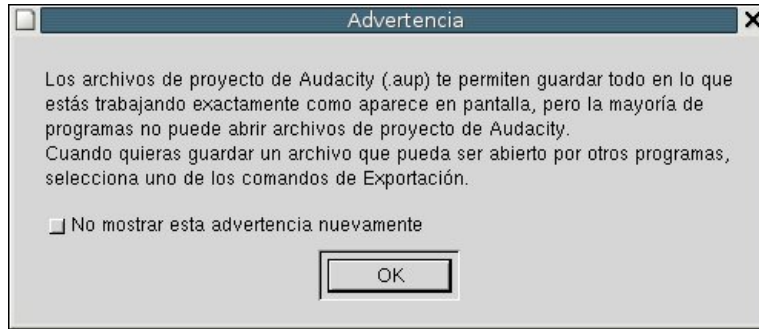 Advertencia
Los archivos de proyecto de Audacity (.aup) te permiten guardar todo en lo que
estás trabajando exactamente como aparece en pantalla, pero la mayoría de
programas no puede abrir archivos de proyecto de Audacity.
Cuando quieras guardar un archivo que pueda ser abierto por otros programas,
selecciona uno de los comandos de Exportación.
No mostrar esta advertencia nuevamente
OK